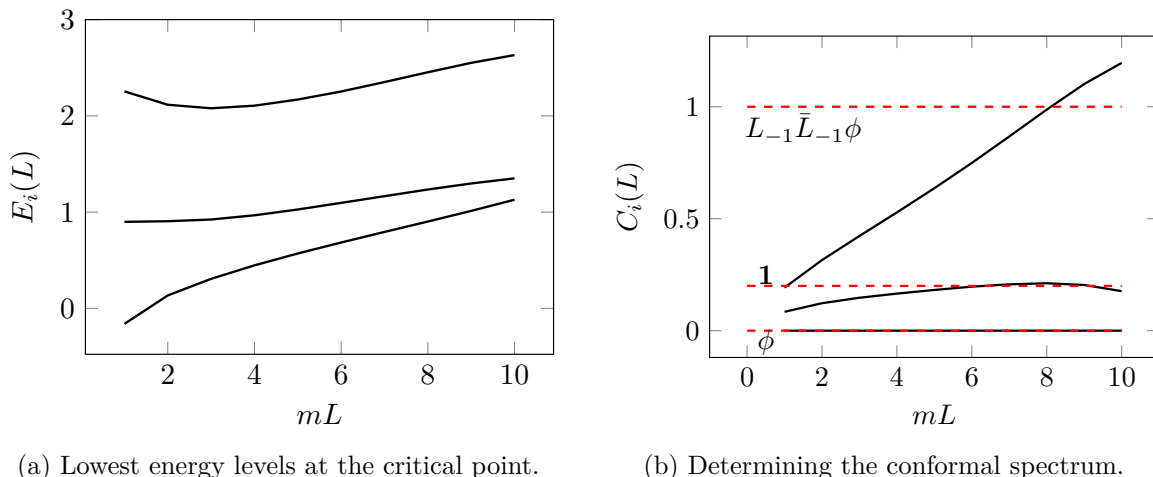 3
2
1
0
E_i(L)
2
4
6
8
10
mL
(a) Lowest energy levels at the critical point.
1
0.5
0
C_i(L)
L_{-1}\bar{L}_{-1}ϕ
1
ϕ
0
2
4
6
8
10
mL
(b) Determining the conformal spectrum.